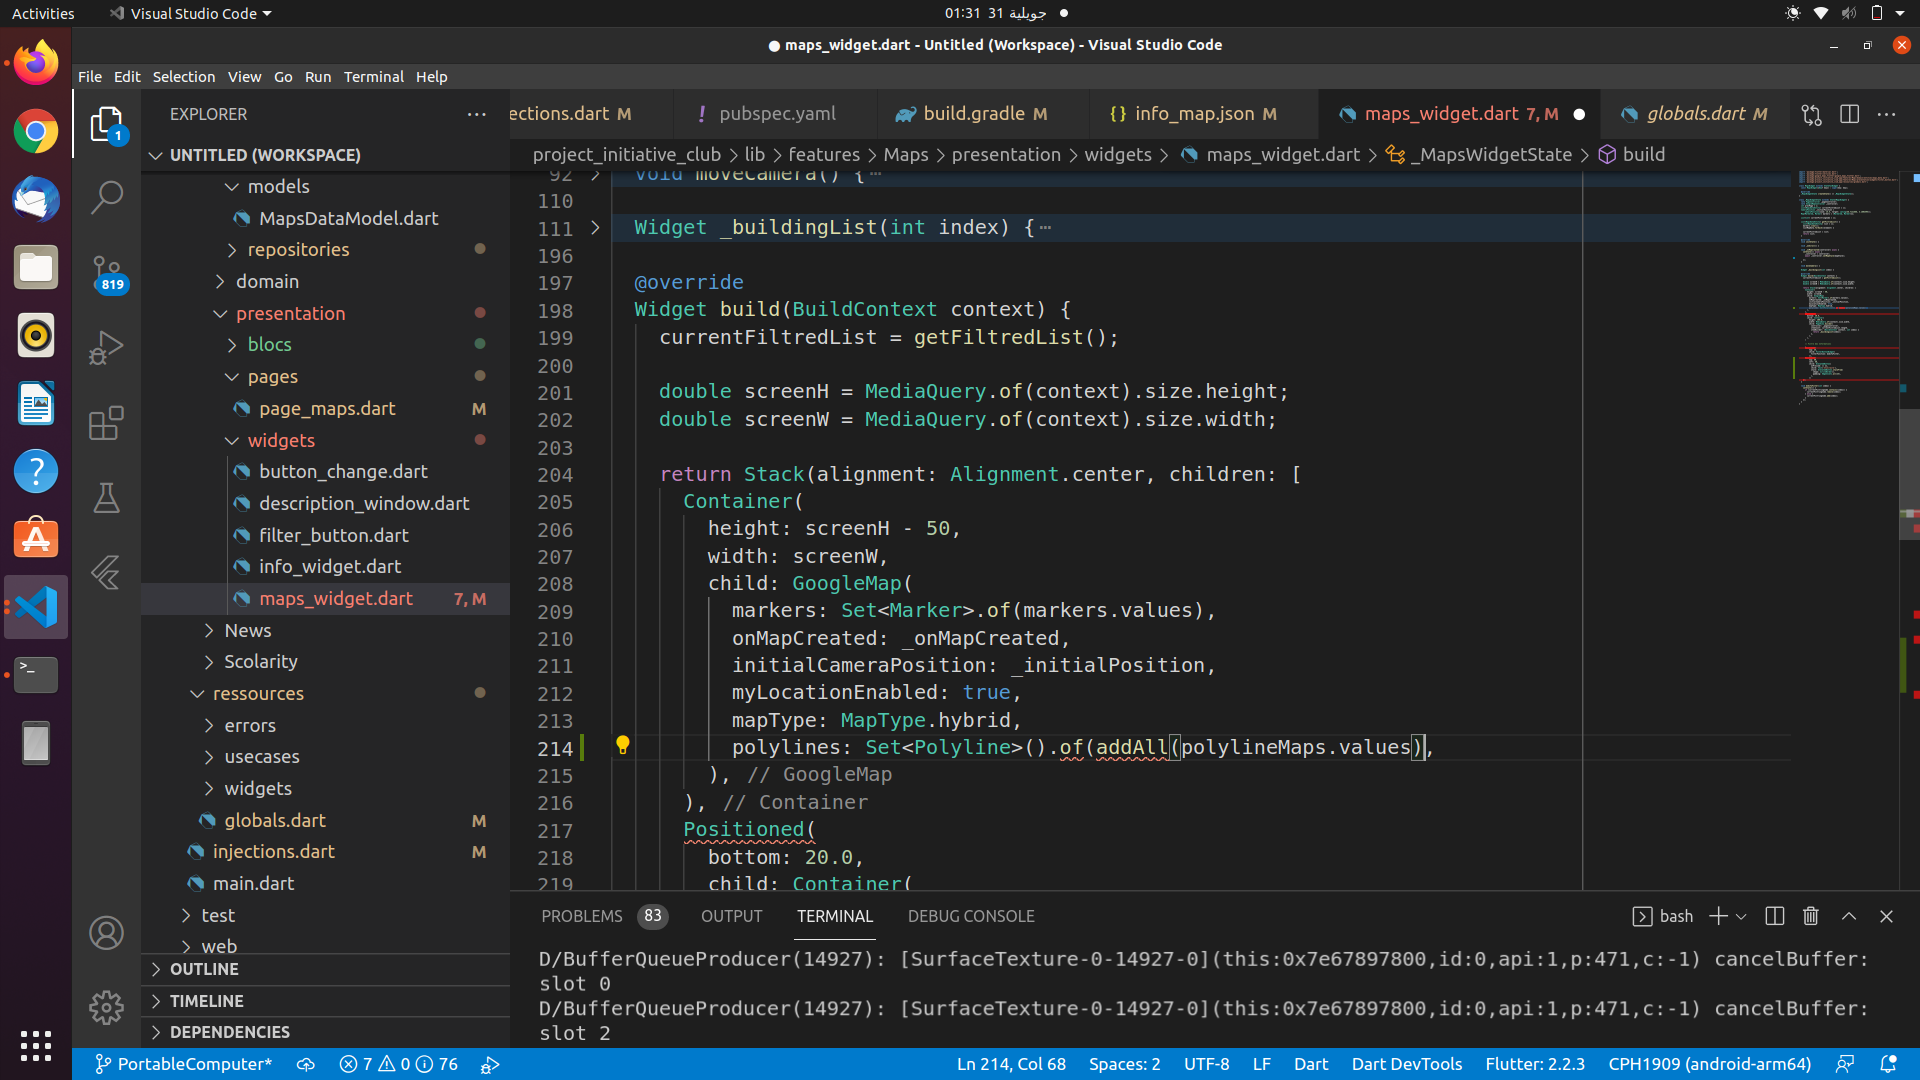 Activities
Visual Studio Code
01:31 31 جويلية
● maps_widget.dart - Untitled (Workspace) - Visual Studio Code
File Edit Selection View Go Run Terminal Help
EXPLORER
UNTITLED (WORKSPACE)
models
MapsDataModel.dart
repositories
domain
presentation
blocs
pages
page_maps.dart M
widgets
button_change.dart
description_window.dart
filter_button.dart
info_widget.dart
maps_widget.dart 7, M
News
Scolarity
ressources
errors
usecases
widgets
globals.dart M
injections.dart M
main.dart
test
web
OUTLINE
TIMELINE
DEPENDENCIES
1
819
ections.dart M
! pubspec.yaml
build.gradle M
{} info_map.json M
maps_widget.dart 7, M
globals.dart M
project_initiative_club > lib > features > Maps > presentation > widgets > maps_widget.dart > _MapsWidgetState > build
92 void moveCamera() {…
110
111 Widget _buildingList(int index) {…
196
197 @override
198 Widget build(BuildContext context) {
199 currentFiltredList = getFiltredList();
200
201 double screenH = MediaQuery.of(context).size.height;
202 double screenW = MediaQuery.of(context).size.width;
203
204 return Stack(alignment: Alignment.center, children: [
205 Container(
206 height: screenH - 50,
207 width: screenW,
208 child: GoogleMap(
209 markers: Set<Marker>.of(markers.values),
210 onMapCreated: _onMapCreated,
211 initialCameraPosition: _initialPosition,
212 myLocationEnabled: true,
213 mapType: MapType.hybrid,
214 polylines: Set<Polyline>().of(addAll(polylineMaps.values),
215 ), // GoogleMap
216 ), // Container
217 Positioned(
218 bottom: 20.0,
219 child: Container(
PROBLEMS 83 OUTPUT TERMINAL DEBUG CONSOLE
bash
D/BufferQueueProducer(14927): [SurfaceTexture-0-14927-0](this:0x7e67897800,id:0,api:1,p:471,c:-1) cancelBuffer:
slot 0
D/BufferQueueProducer(14927): [SurfaceTexture-0-14927-0](this:0x7e67897800,id:0,api:1,p:471,c:-1) cancelBuffer:
slot 2
PortableComputer* 7 0 76
Ln 214, Col 68 Spaces: 2 UTF-8 LF Dart Dart DevTools Flutter: 2.2.3 CPH1909 (android-arm64)